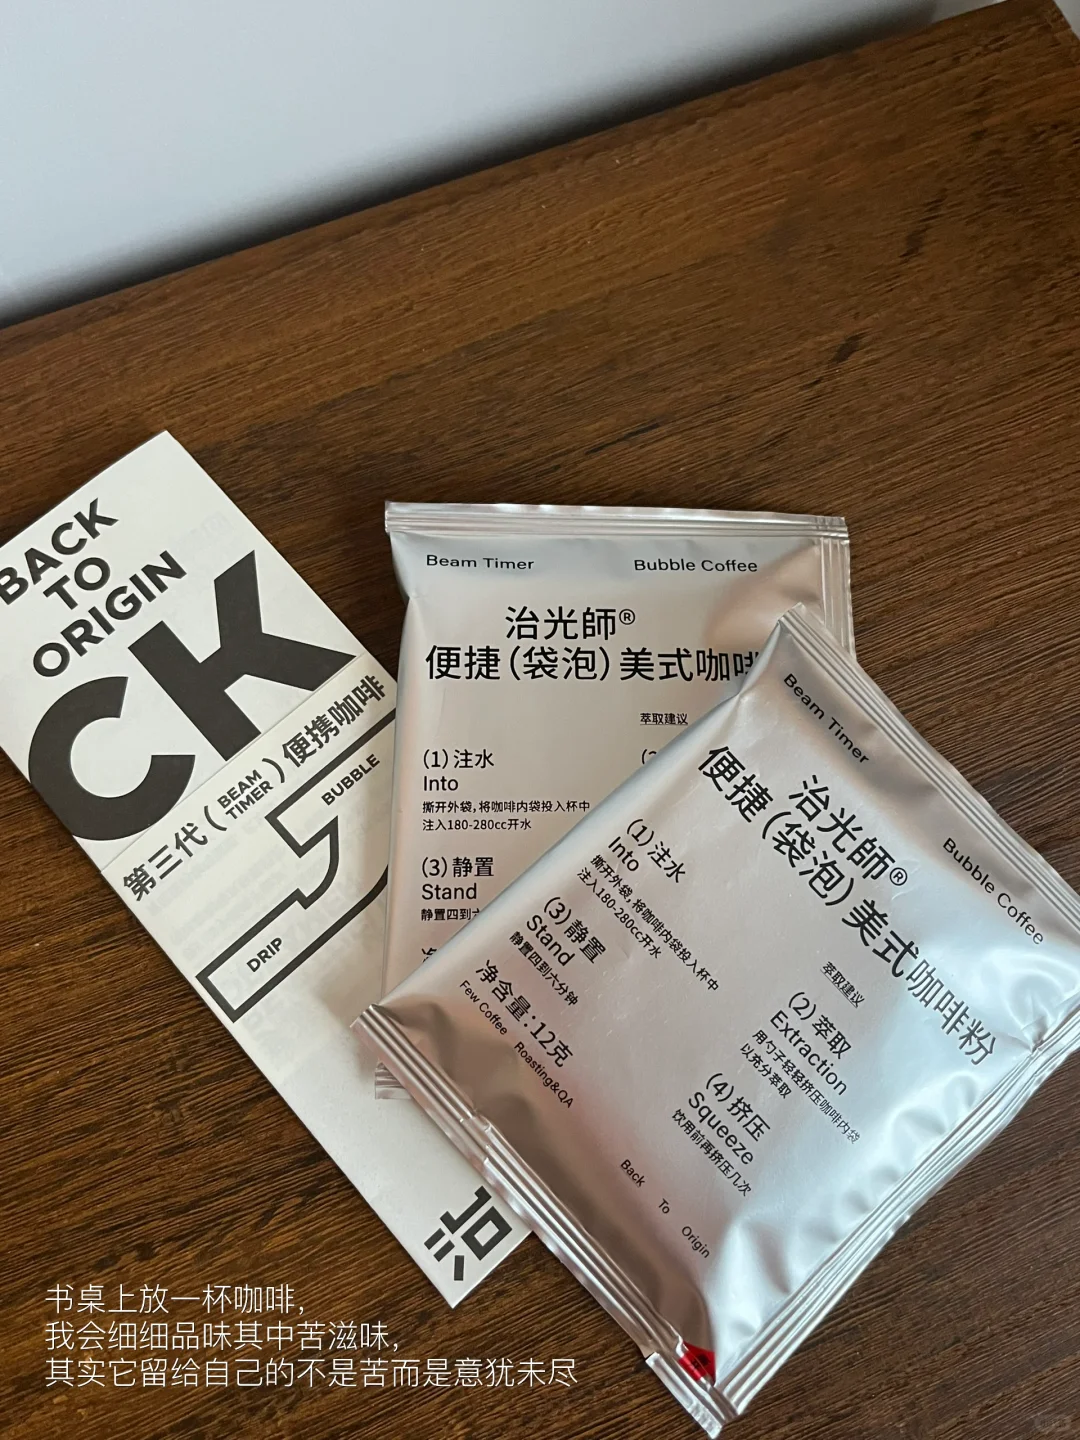 BACK
TO
ORIGIN
CK
第三代(BEAM TIMER)便携咖啡
BUBBLE
DRIP
Beam Timer
Bubble Coffee
治光師®
便捷(袋泡)美式咖啡
萃取建议
(1)注水
Into
撕开外袋,将咖啡内袋投入杯中
注入180-280cc开水
(3)静置
Stand
静置四到
Beam Timer
Bubble Coffee
治光師®
便捷(袋泡)美式咖啡粉
萃取建议
(1)注水
Into
撕开外袋,将咖啡内袋投入杯中
注入180-280cc开水
(2)萃取
Extraction
用勺子轻轻挤压咖啡内袋
以充分萃取
(3)静置
Stand
静置四到六分钟
(4)挤压
Squeeze
饮用前再挤压几次
净含量:12克
Few Coffee Roasting&QA
Back To Origin
书桌上放一杯咖啡,
我会细细品味其中苦滋味,
其实它留给自己的不是苦而是意犹未尽